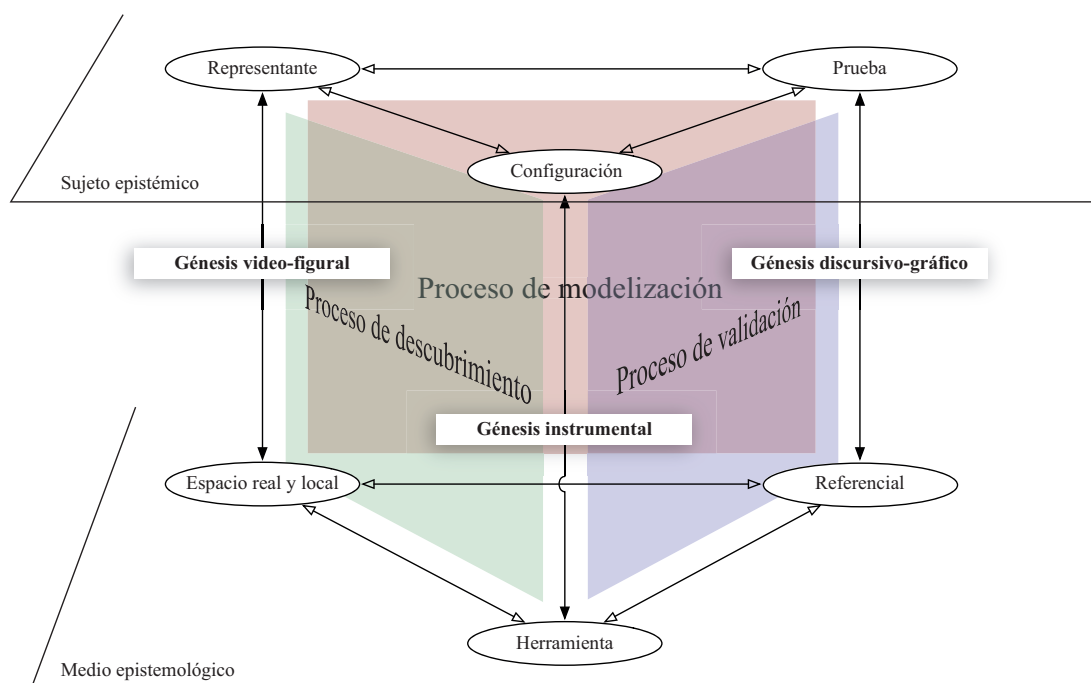 Representante
Prueba
Configuración
Sujeto epistémico
Génesis video-figural
Génesis discursivo-gráfico
Proceso de modelización
Proceso de descubrimiento
Proceso de validación
Génesis instrumental
Espacio real y local
Referencial
Herramienta
Medio epistemológico